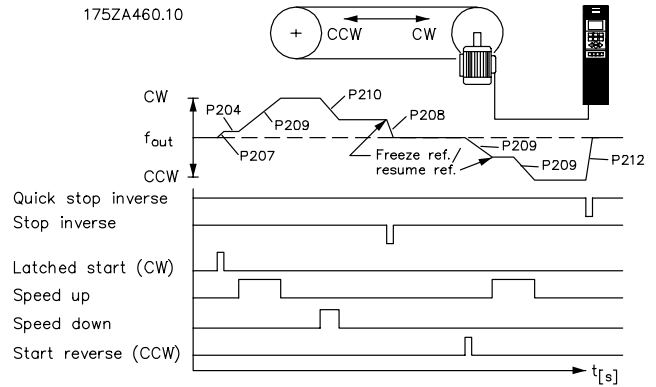 175ZA460.10
+
CCW CW
CW
P204
P209
P210
P208
fout
P207
Freeze ref./
resume ref.
P209
P209
P212
CCW
Quick stop inverse
Stop inverse
Latched start (CW)
Speed up
Speed down
Start reverse (CCW)
t[s]